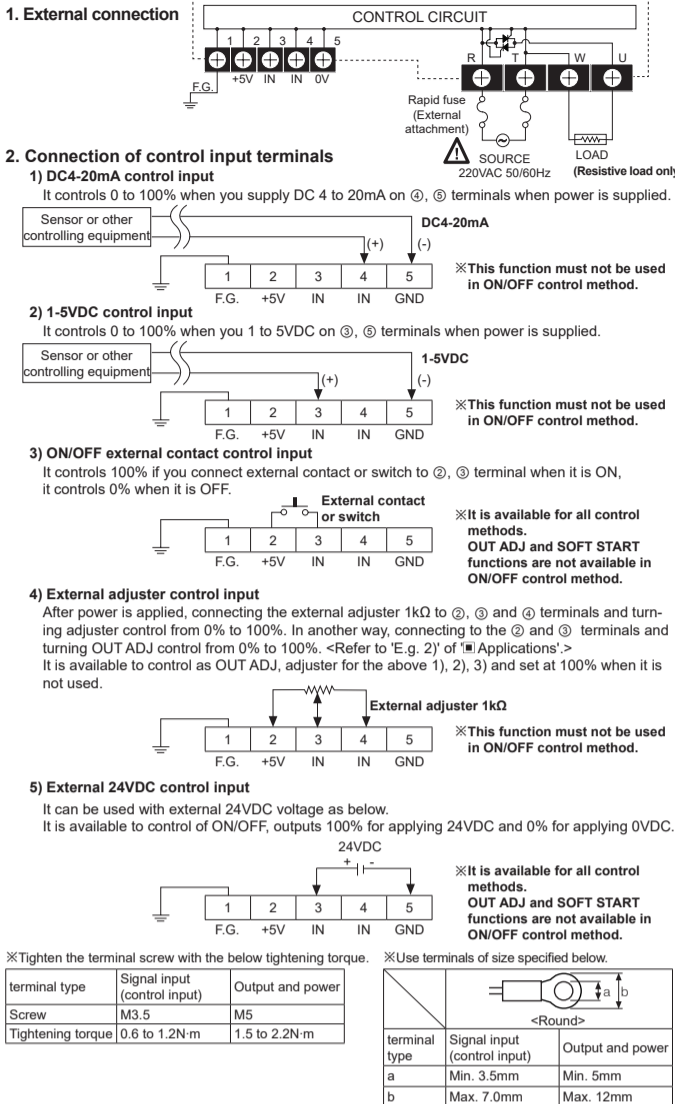 1. External connection
CONTROL CIRCUIT
1 2 3 4 5
R T W U
F.G. +5V IN IN 0V
Rapid fuse
(External
attachment)
SOURCE
220VAC 50/60Hz
LOAD
(Resistive load only
2. Connection of control input terminals
1) DC4-20mA control input
It controls 0 to 100% when you supply DC 4 to 20mA on ④, ⑤ terminals when power is supplied.
Sensor or other
controlling equipment
DC4-20mA
(+) (-)
1 2 3 4 5
F.G. +5V IN IN GND
※This function must not be used
in ON/OFF control method.
2) 1-5VDC control input
It controls 0 to 100% when you 1 to 5VDC on ③, ⑤ terminals when power is supplied.
Sensor or other
controlling equipment
1-5VDC
(+) (-)
1 2 3 4 5
F.G. +5V IN IN GND
※This function must not be used
in ON/OFF control method.
3) ON/OFF external contact control input
It controls 100% if you connect external contact or switch to ②, ③ terminal when it is ON,
it controls 0% when it is OFF.
External contact
or switch
1 2 3 4 5
F.G. +5V IN IN GND
※It is available for all control
methods.
OUT ADJ and SOFT START
functions are not available in
ON/OFF control method.
4) External adjuster control input
After power is applied, connecting the external adjuster 1kΩ to ②, ③ and ④ terminals and turn-
ing adjuster control from 0% to 100%. In another way, connecting to the ② and ③ terminals and
turning OUT ADJ control from 0% to 100%. <Refer to 'E.g. 2)' of '▣ Applications'.>
It is available to control as OUT ADJ, adjuster for the above 1), 2), 3) and set at 100% when it is
not used.
External adjuster 1kΩ
1 2 3 4 5
F.G. +5V IN IN GND
※This function must not be used
in ON/OFF control method.
5) External 24VDC control input
It can be used with external 24VDC voltage as below.
It is available to control of ON/OFF, outputs 100% for applying 24VDC and 0% for applying 0VDC.
24VDC
+ -
1 2 3 4 5
F.G. +5V IN IN GND
※It is available for all control
methods.
OUT ADJ and SOFT START
functions are not available in
ON/OFF control method.
※Tighten the terminal screw with the below tightening torque.
terminal type
Signal input
(control input)
Output and power
Screw M3.5 M5
Tightening torque 0.6 to 1.2N·m 1.5 to 2.2N·m
※Use terminals of size specified below.
a b
<Round>
terminal
type
Signal input
(control input)
Output and power
a Min. 3.5mm Min. 5mm
b Max. 7.0mm Max. 12mm